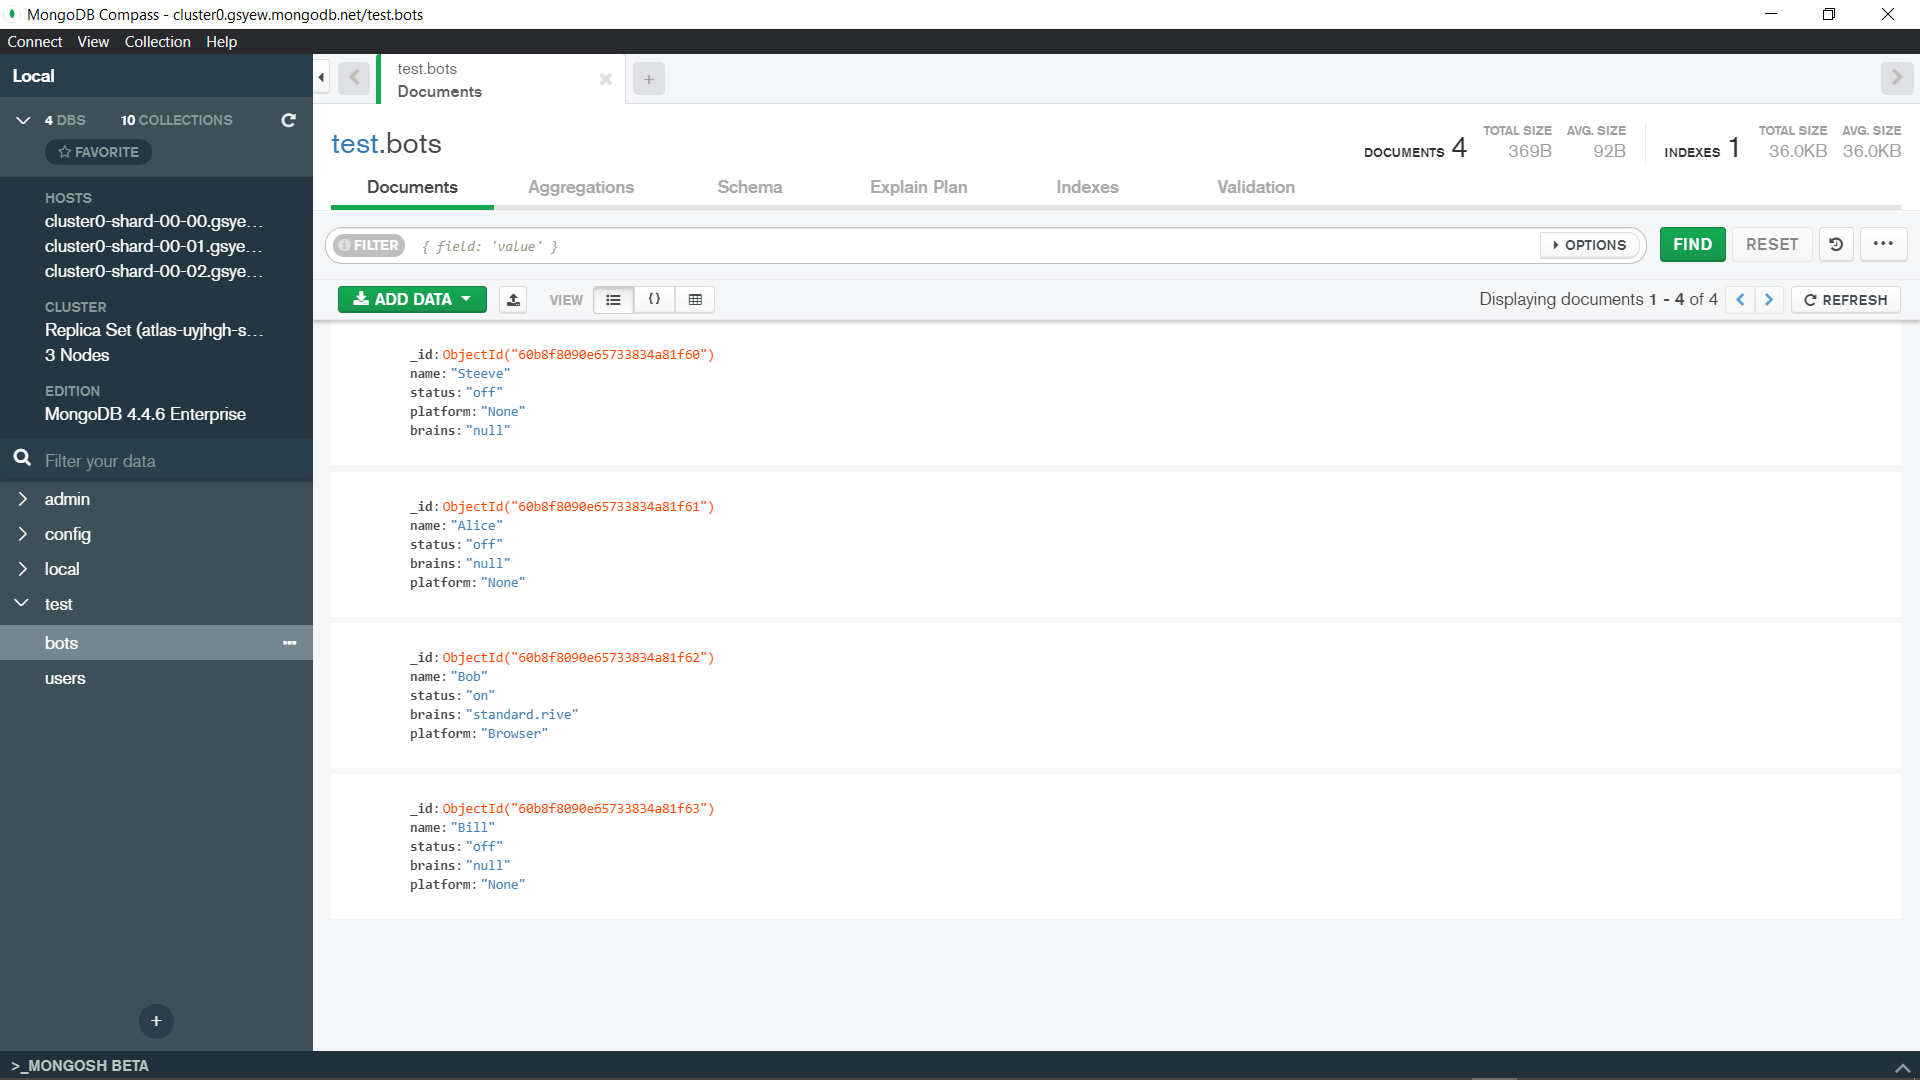 MongoDB Compass - cluster0.gsyew.mongodb.net/test.bots
Connect View Collection Help
Local
4 DBS 10 COLLECTIONS
FAVORITE
HOSTS
cluster0-shard-00-00.gsye...
cluster0-shard-00-01.gsye...
cluster0-shard-00-02.gsye...
CLUSTER
Replica Set (atlas-uyjhgh-s...
3 Nodes
EDITION
MongoDB 4.4.6 Enterprise
Filter your data
admin
config
local
test
bots
users
>_MONGOSH BETA
test.bots
Documents
test.bots
DOCUMENTS 4 TOTAL SIZE 369B AVG. SIZE 92B INDEXES 1 TOTAL SIZE 36.0KB AVG. SIZE 36.0KB
Documents Aggregations Schema Explain Plan Indexes Validation
FILTER { field: 'value' } OPTIONS FIND RESET
ADD DATA VIEW {} Displaying documents 1 - 4 of 4 REFRESH
_id: ObjectId("60b8f8090e65733834a81f60")
name: "Steeve"
status: "off"
platform: "None"
brains: "null"
_id: ObjectId("60b8f8090e65733834a81f61")
name: "Alice"
status: "off"
brains: "null"
platform: "None"
_id: ObjectId("60b8f8090e65733834a81f62")
name: "Bob"
status: "on"
brains: "standard.rive"
platform: "Browser"
_id: ObjectId("60b8f8090e65733834a81f63")
name: "Bill"
status: "off"
brains: "null"
platform: "None"